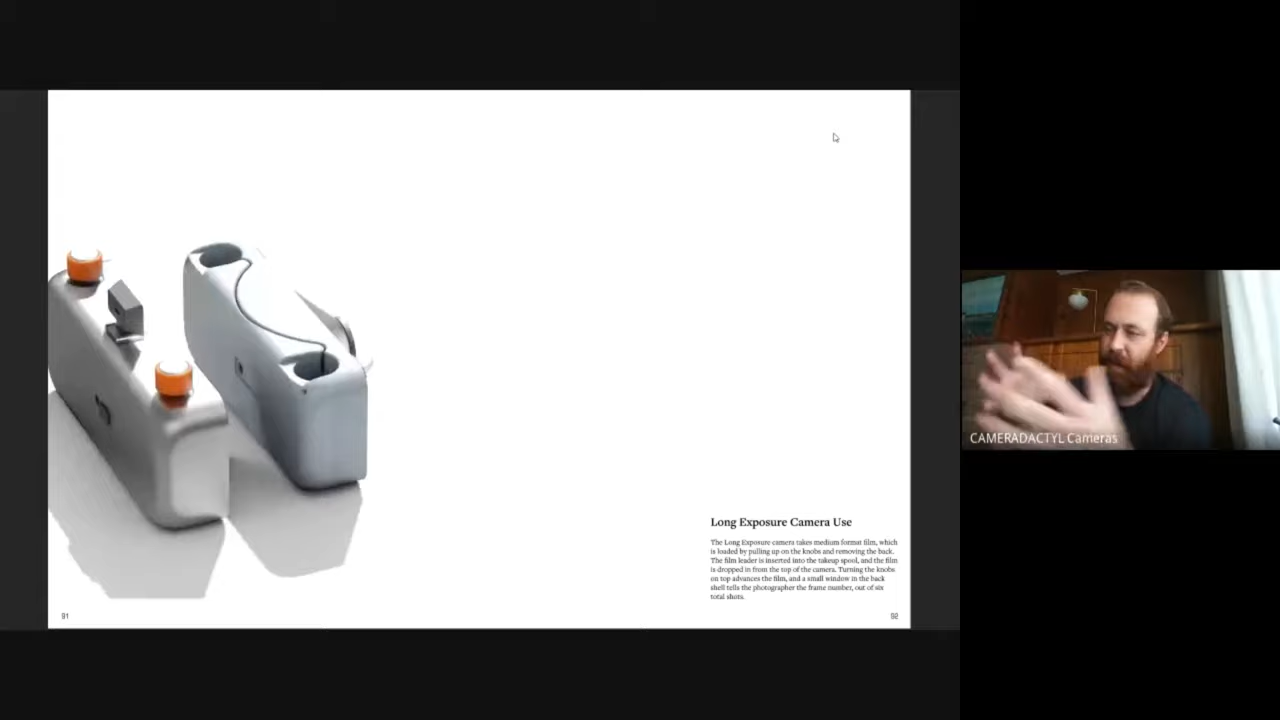 Long Exposure Camera Use
The Long Exposure camera takes medium format film, which
is loaded by pulling up on the knobs and removing the back.
The film leader is inserted into the takeup spool, and the film
is dropped in from the top of the camera. Turning the knobs
on top advances the film, and a small window in the back
shell tells the photographer the frame number, out of six
total shots.
91
92
CAMERADACTYL Cameras